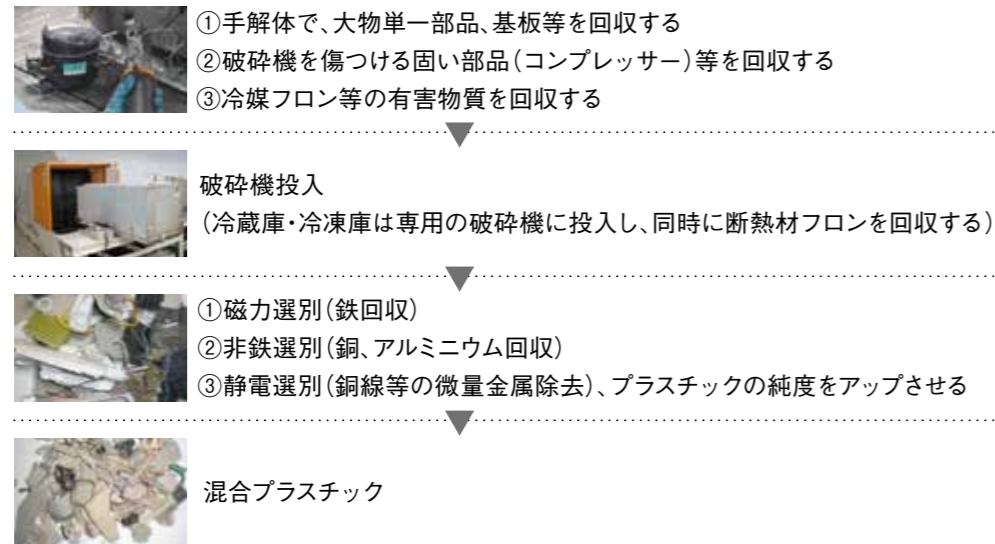 ①手解体で、大物単一部品、基板等を回収する
②破砕機を傷つける固い部品(コンプレッサー)等を回収する
③冷媒フロン等の有害物質を回収する
破砕機投入
(冷蔵庫・冷凍庫は専用の破砕機に投入し、同時に断熱材フロンを回収する)
①磁力選別(鉄回収)
②非鉄選別(銅、アルミニウム回収)
③静電選別(銅線等の微量金属除去)、プラスチックの純度をアップさせる
混合プラスチック